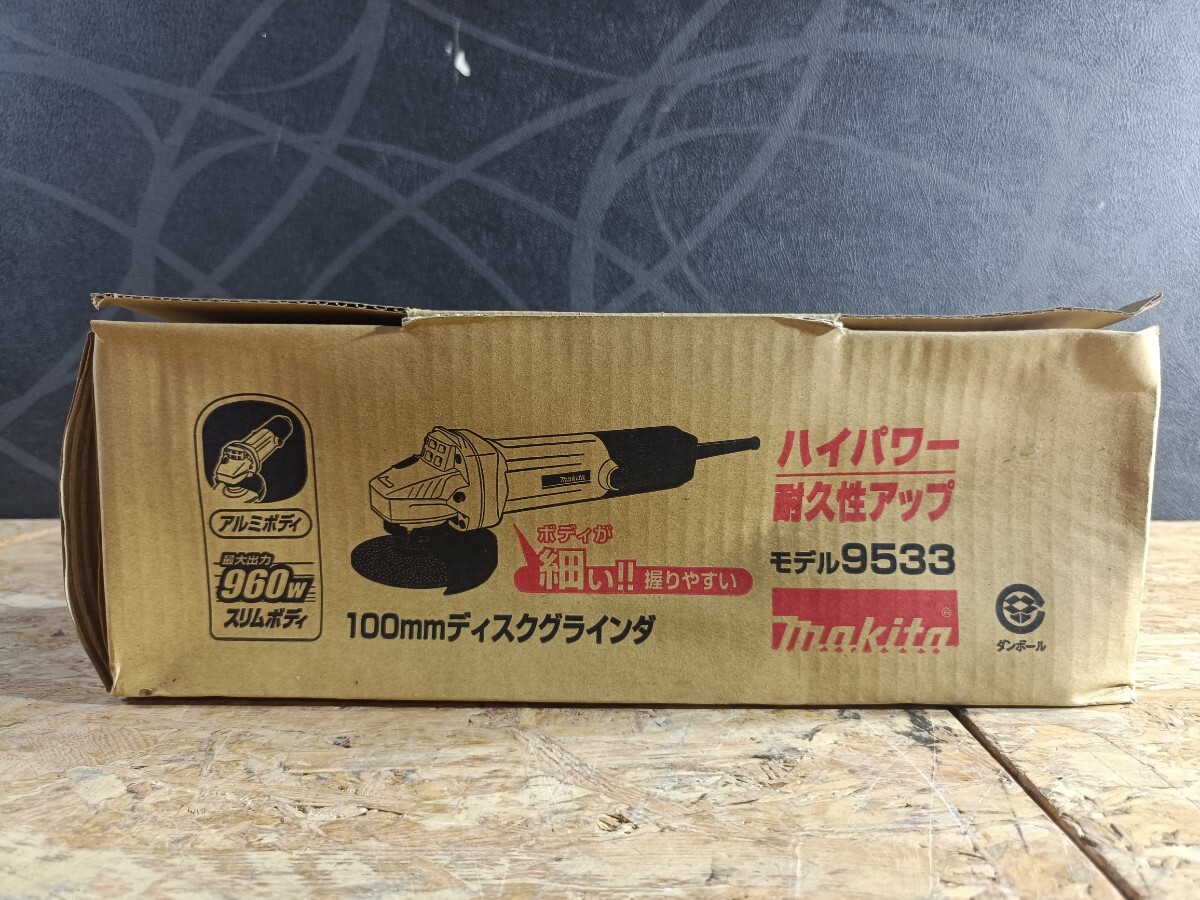 アルミボディ
最大出力
960W
スリムボディ
makita
ボディが
細い!! 握りやすい
100mmディスクグラインダ
ハイパワー
耐久性アップ
モデル9533
makita®
ダンボール